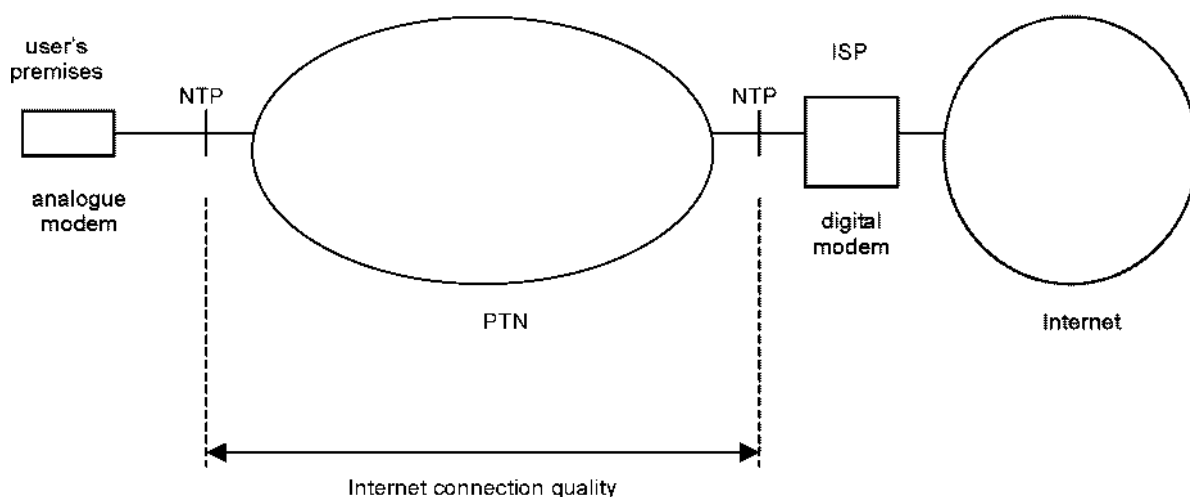 user's
premises
NTP
NTP
ISP
analogue
modem
digital
modem
PTN
Internet
Internet connection quality